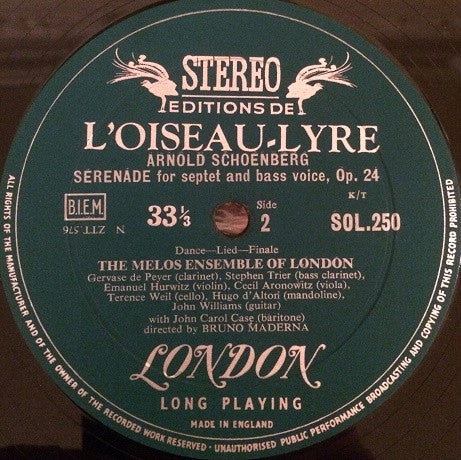 STEREO
EDITIONS DE
L'OISEAU-LYRE
ARNOLD SCHOENBERG
SERENADE for septet and bass voice, Op. 24
K/T
B.I.E.M
N ZZT.576
33⅓
Side
2
SOL.250
Dance—Lied—Finale
THE MELOS ENSEMBLE OF LONDON
Gervase de Peyer (clarinet), Stephen Trier (bass clarinet),
Emanuel Hurwitz (violin), Cecil Aronowitz (viola),
Terence Weil (cello), Hugo d'Altori (mandoline),
John Williams (guitar)
with John Carol Case (baritone)
directed by BRUNO MADERNA
LONDON
LONG PLAYING
MADE IN ENGLAND
ALL RIGHTS OF THE MANUFACTURER AND OF THE OWNER OF THE RECORDED WORK RESERVED · UNAUTHORISED PUBLIC PERFORMANCE BROADCASTING AND COPYING OF THIS RECORD PROHIBITED